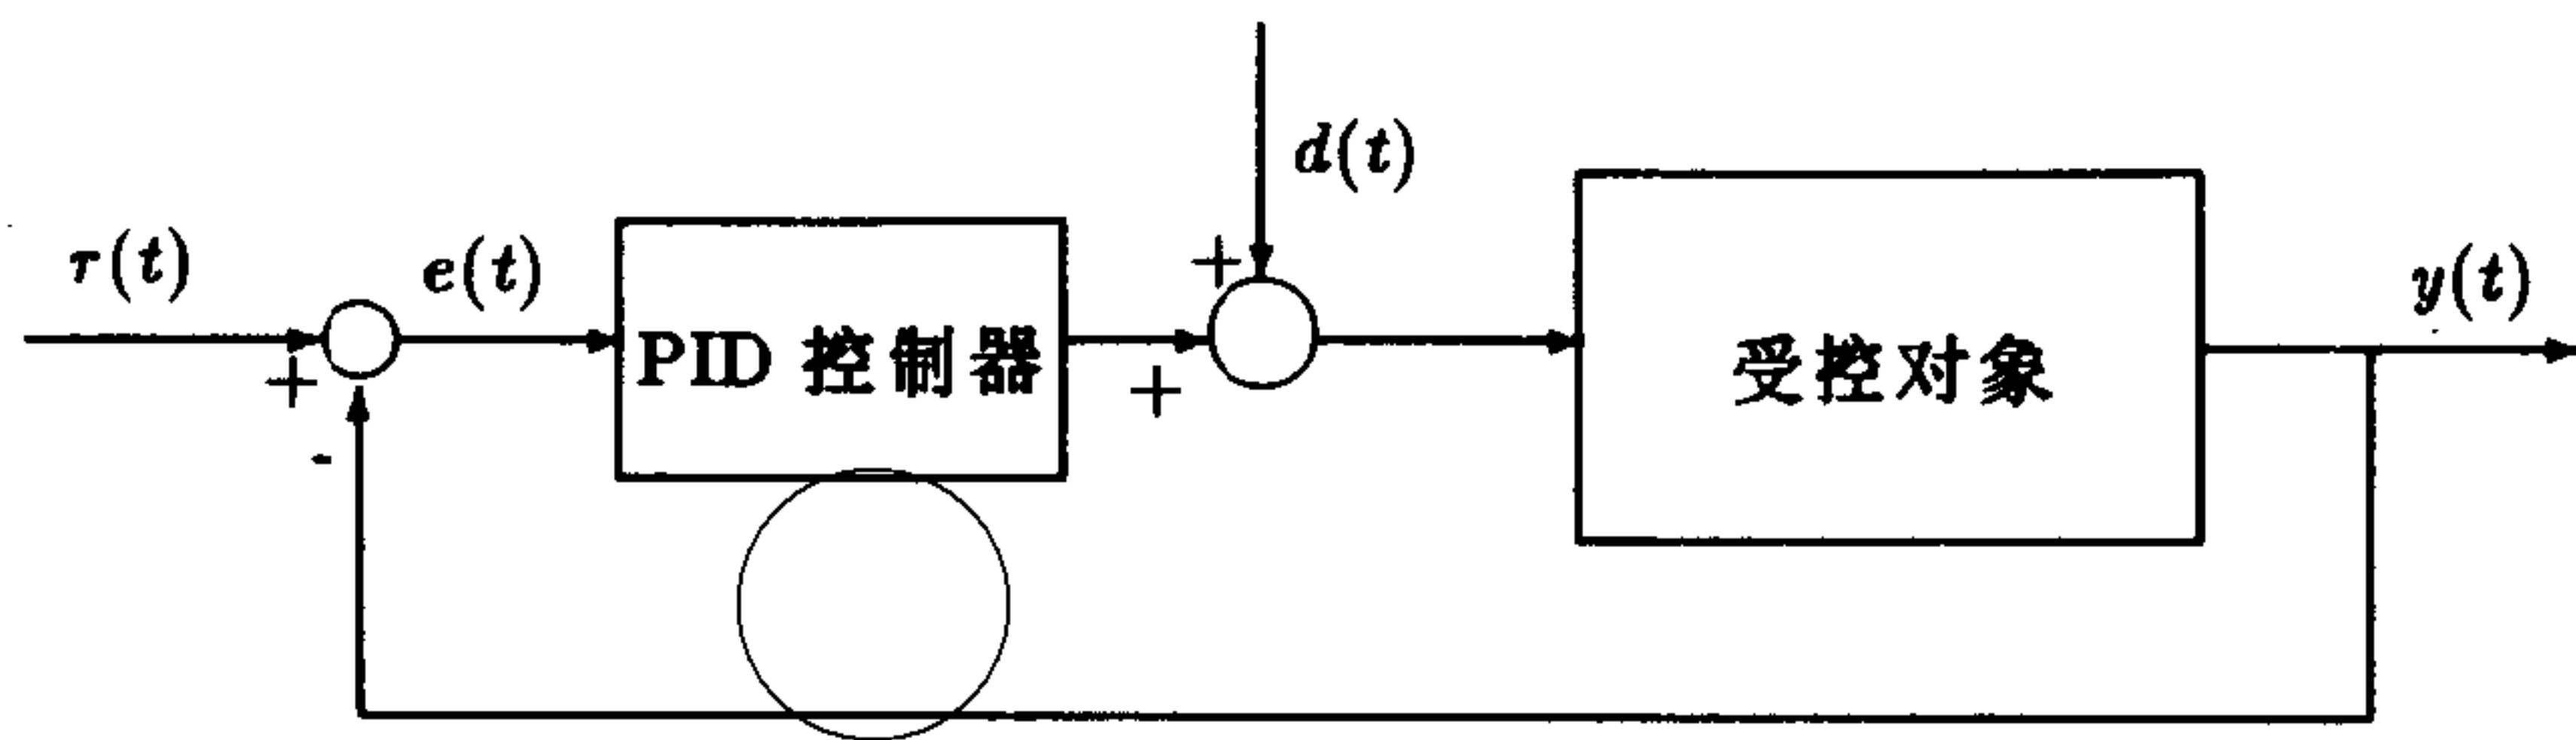 d(t)
r(t)
e(t)
y(t)
+
+
+
-
PID 控制器
受控对象